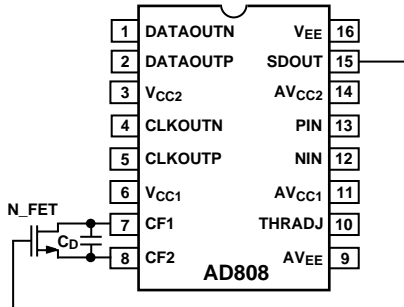 1 DATAOUTN VEE 16
2 DATAOUTP SDOUT 15
3 VCC2 AVCC2 14
4 CLKOUTN PIN 13
5 CLKOUTP NIN 12
6 VCC1 AVCC1 11
N_FET
7 CF1 THRADJ 10
CD
8 CF2 AVEE 9
AD808